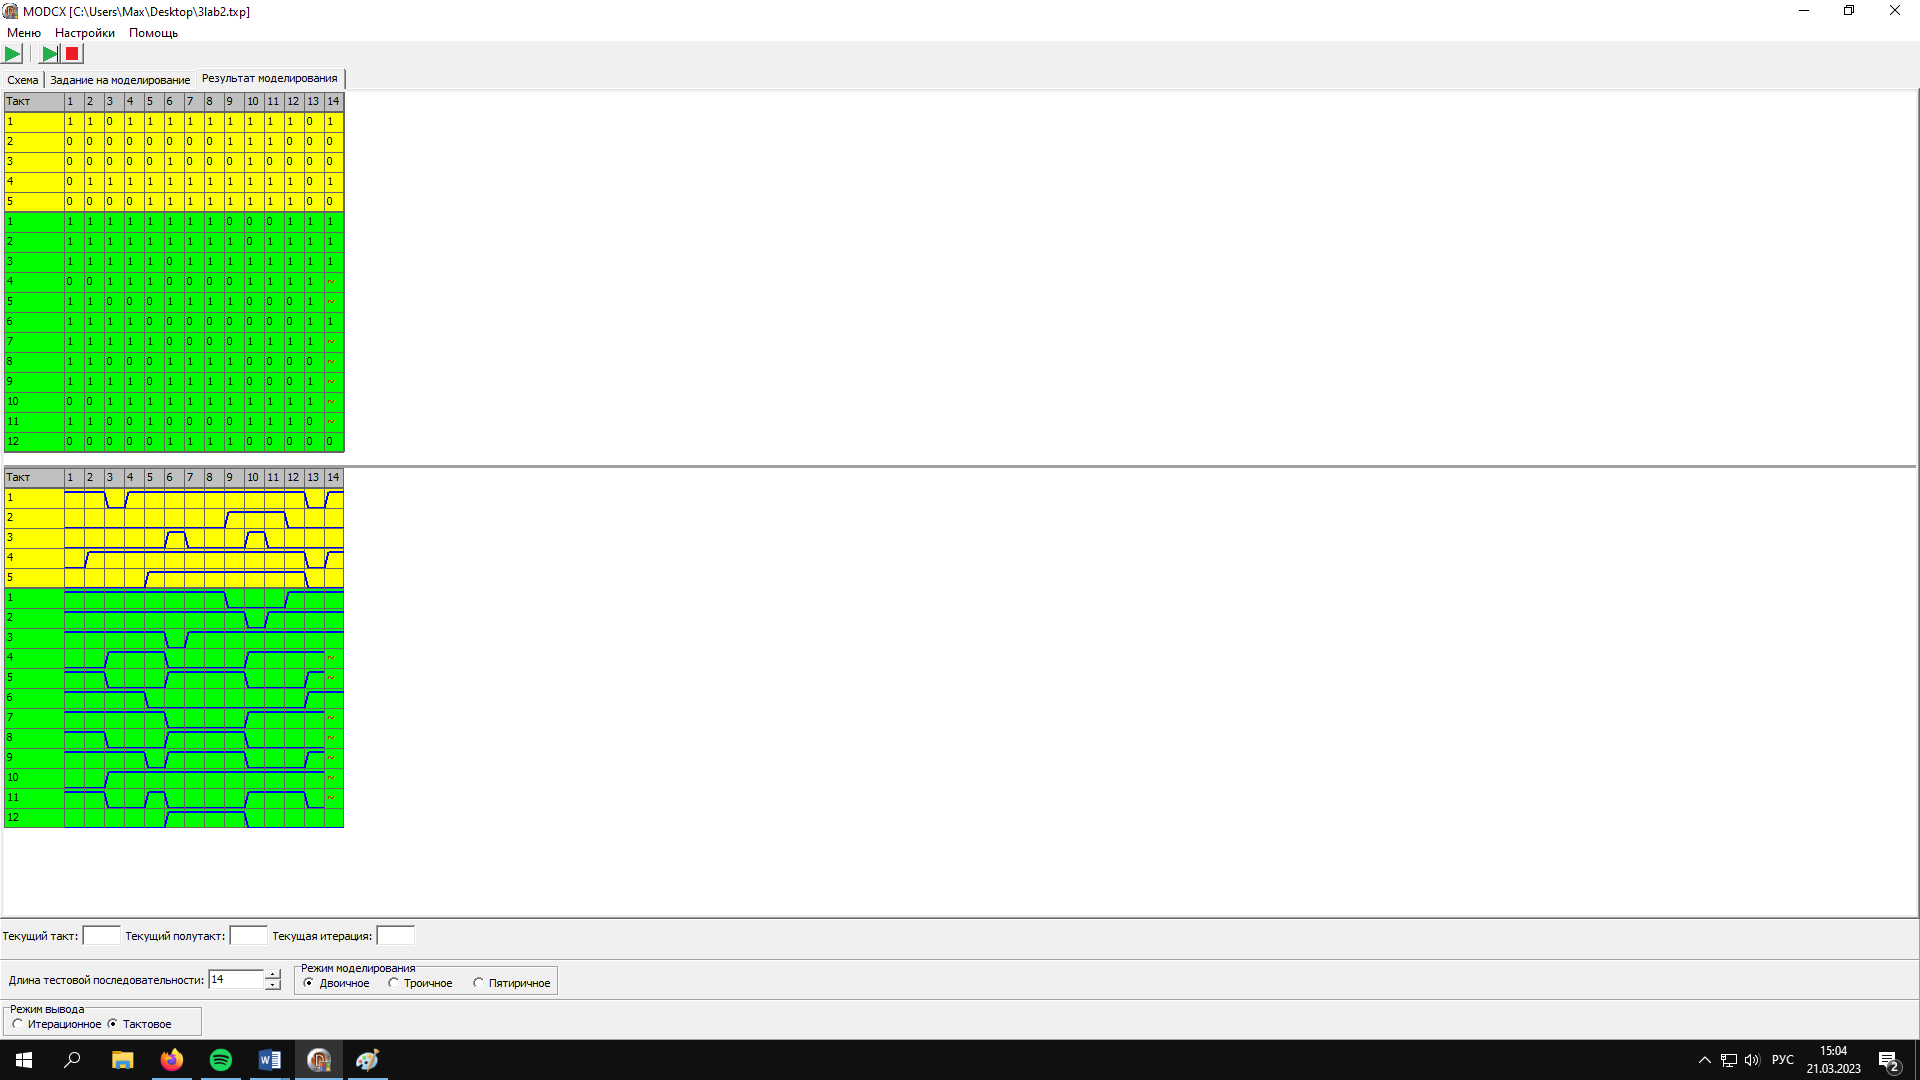 MODCX [C:\Users\Max\Desktop\3lab2.txp]
Меню Настройки Помощь
Схема Задание на моделирование Результат моделирования
Такт 1 2 3 4 5 6 7 8 9 10 11 12 13 14
1 1 1 0 1 1 1 1 1 1 1 1 1 0 1
2 0 0 0 0 0 0 0 0 1 1 1 0 0 0
3 0 0 0 0 0 1 0 0 0 1 0 0 0 0
4 0 1 1 1 1 1 1 1 1 1 1 1 0 1
5 0 0 0 0 1 1 1 1 1 1 1 1 0 0
1 1 1 1 1 1 1 1 1 0 0 0 1 1 1
2 1 1 1 1 1 1 1 1 1 0 1 1 1 1
3 1 1 1 1 1 0 1 1 1 1 1 1 1 1
4 0 0 1 1 1 0 0 0 0 1 1 1 1 ~
5 1 1 0 0 0 1 1 1 1 0 0 0 1 ~
6 1 1 1 1 0 0 0 0 0 0 0 0 1 1
7 1 1 1 1 1 0 0 0 0 1 1 1 1 ~
8 1 1 0 0 0 1 1 1 1 0 0 0 0 ~
9 1 1 1 1 0 1 1 1 1 0 0 0 1 ~
10 0 0 1 1 1 1 1 1 1 1 1 1 1 ~
11 1 1 0 0 1 0 0 0 0 1 1 1 0 ~
12 0 0 0 0 0 1 1 1 1 0 0 0 0 0
Такт 1 2 3 4 5 6 7 8 9 10 11 12 13 14
1
2
3
4
5
1
2
3
4 ~
5 ~
6
7 ~
8 ~
9 ~
10 ~
11 ~
12
Текущий такт: Текущий полутакт: Текущая итерация:
Режим моделирования
Длина тестовой последовательности: 14 Двоичное Троичное Пятиричное
Режим вывода
Итерационное Тактовое
15:04
РУС
21.03.2023
2